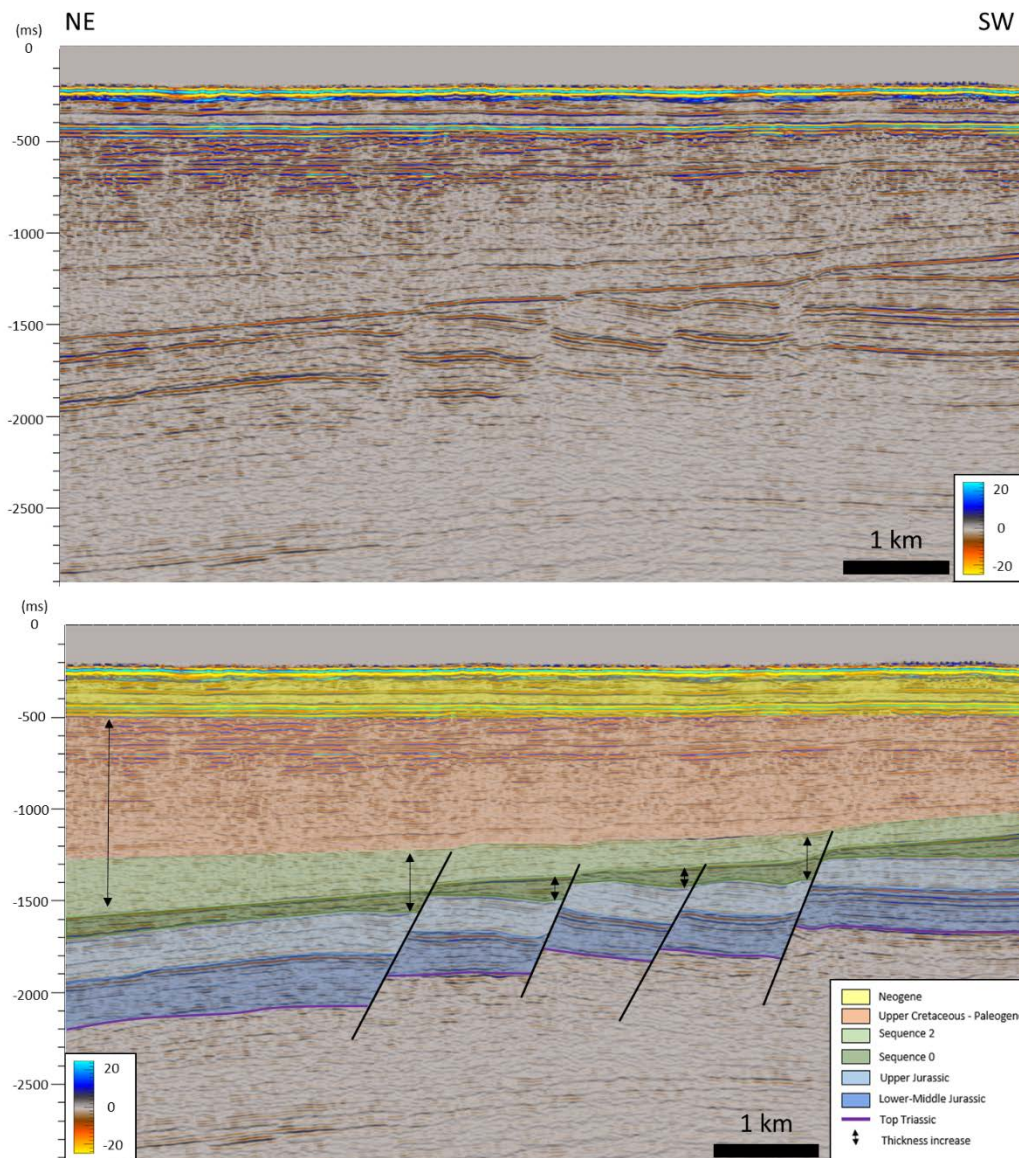 (ms)
NE
SW
0
-500
-1000
-1500
-2000
-2500
20
0
-20
1 km
(ms)
0
-500
-1000
-1500
-2000
-2500
20
0
-20
1 km
Neogene
Upper Cretaceous - Paleogene
Sequence 2
Sequence 0
Upper Jurassic
Lower-Middle Jurassic
Top Triassic
Thickness increase